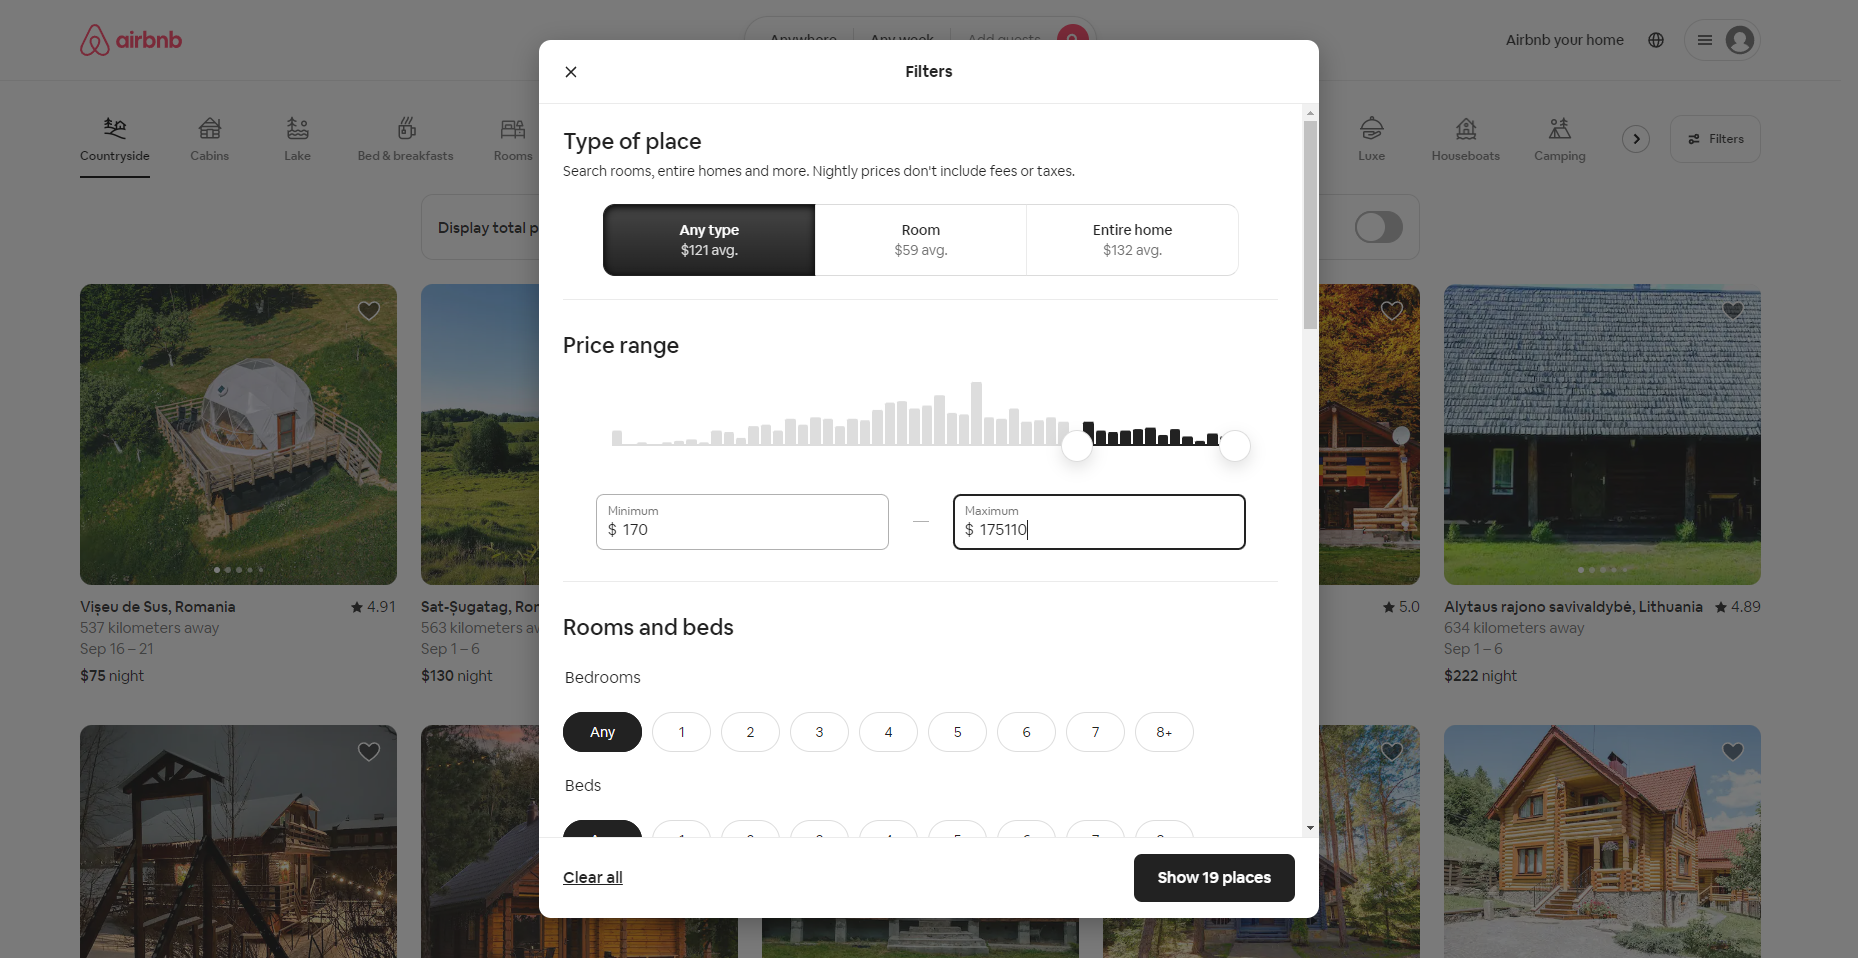 airbnb
Anywhere
Any week
Add guests
Airbnb your home
Filters
Countryside
Cabins
Lake
Bed & breakfasts
Rooms
Luxe
Houseboats
Camping
Filters
Type of place
Search rooms, entire homes and more. Nightly prices don't include fees or taxes.
Display total p
Any type
$121 avg.
Room
$59 avg.
Entire home
$132 avg.
Price range
Minimum
$ 170
—
Maximum
$ 175110
Vișeu de Sus, Romania
4.91
537 kilometers away
Sep 16 – 21
$75 night
Sat-Șugatag, Ror
563 kilometers aw
Sep 1 – 6
$130 night
5.0
Alytaus rajono savivaldybė, Lithuania
4.89
634 kilometers away
Sep 1 – 6
$222 night
Rooms and beds
Bedrooms
Any
1
2
3
4
5
6
7
8+
Beds
Clear all
Show 19 places